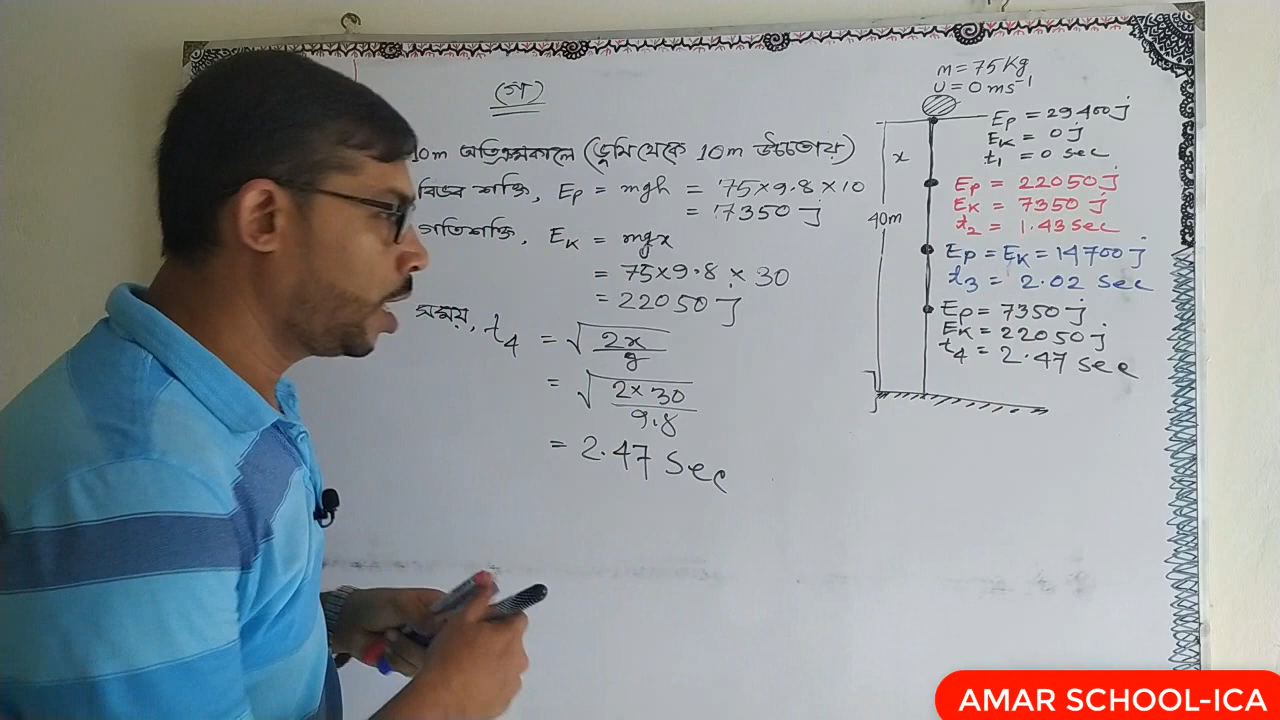 (গ)
10m অতিক্রমকালে (ভূমি থেকে 10m উচ্চতায়)
বিভব শক্তি, Ep = mgh = 75×9.8×10
= 7350 j
গতিশক্তি, EK = mgx
= 75×9.8 × 30
= 22050 j
সময়, t4 = √2x/g
= √2×30/9.8
= 2.47 Sec
m = 75 Kg
U = 0 ms⁻¹
Ep = 29400 j
EK = 0 j
t1 = 0 sec
x
Ep = 22050 j
EK = 7350 j
t2 = 1.43 sec
40m
Ep = EK = 14700 j
t3 = 2.02 Sec
Ep = 7350 j
EK = 22050 j
t4 = 2.47 sec
AMAR SCHOOL-ICA